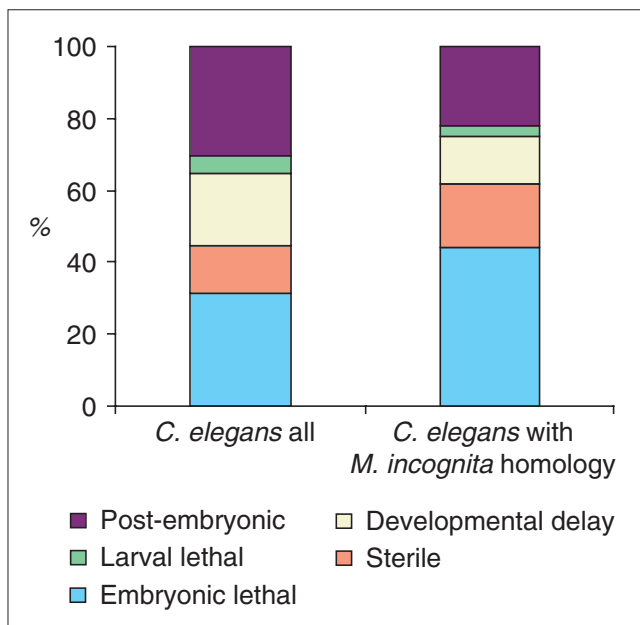 100
80
60
%
40
20
0
C. elegans all
C. elegans with
M. incognita homology
Post-embryonic
Developmental delay
Larval lethal
Sterile
Embryonic lethal